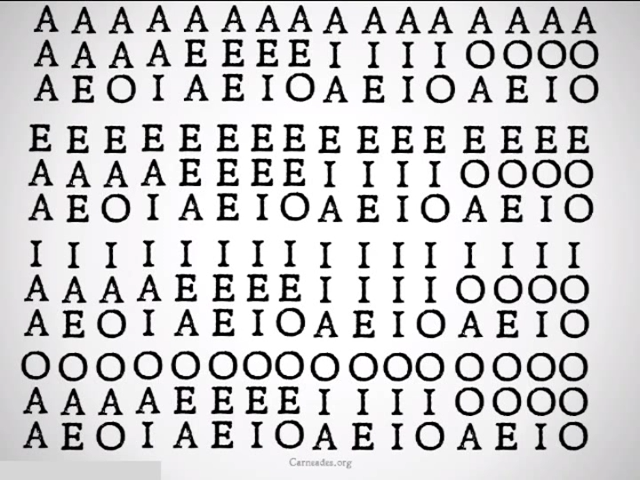 A A A A A A A A A A A A A A A A
A A A A E E E E I I I I O O O O
A E O I A E I O A E I O A E I O
E E E E E E E E E E E E E E E E
A A A A E E E E I I I I O O O O
A E O I A E I O A E I O A E I O
I I I I I I I I I I I I I I I I
A A A A E E E E I I I I O O O O
A E O I A E I O A E I O A E I O
O O O O O O O O O O O O O O O O
A A A A E E E E I I I I O O O O
A E O I A E I O A E I O A E I O
Carneades.org